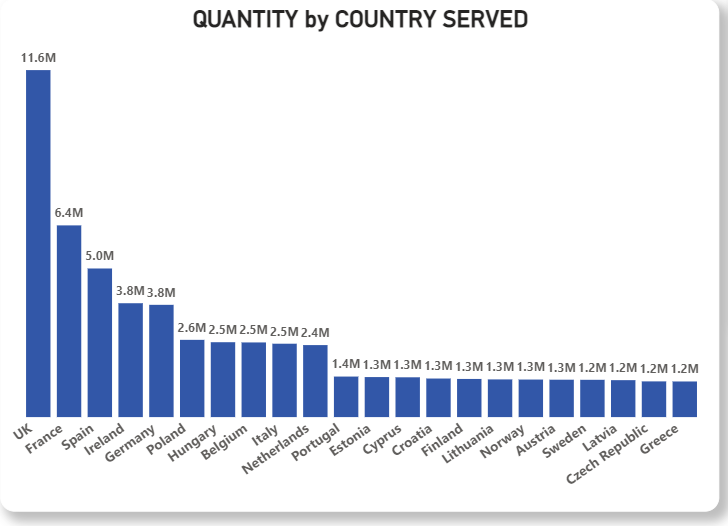 QUANTITY by COUNTRY SERVED
11.6M
6.4M
5.0M
3.8M
3.8M
2.6M
2.5M
2.5M
2.5M
2.4M
1.4M
1.3M
1.3M
1.3M
1.3M
1.3M
1.3M
1.3M
1.2M
1.2M
1.2M
1.2M
UK
France
Spain
Ireland
Germany
Poland
Hungary
Belgium
Italy
Netherlands
Portugal
Estonia
Cyprus
Croatia
Finland
Lithuania
Norway
Austria
Sweden
Latvia
Czech Republic
Greece